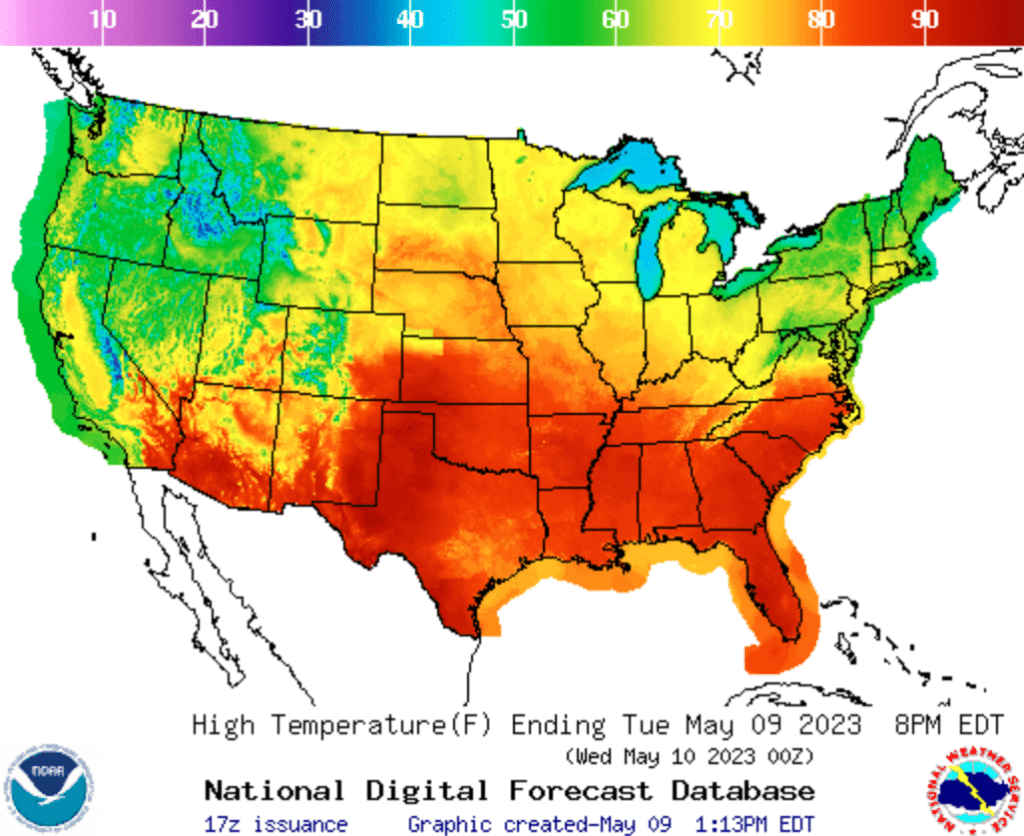 10 20 30 40 50 60 70 80 90
High Temperature(F) Ending Tue May 09 2023 8PM EDT
(Wed May 10 2023 00Z)
National Digital Forecast Database
17z issuance Graphic created-May 09 1:13PM EDT
NOAA
NATIONAL WEATHER SERVICE